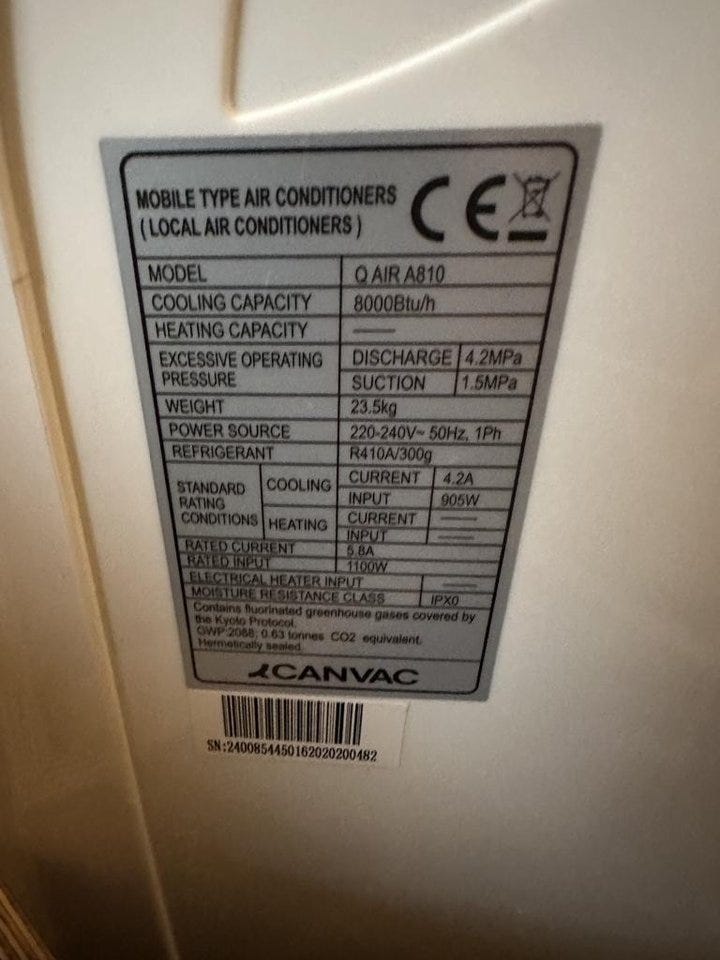 MOBILE TYPE AIR CONDITIONERS
( LOCAL AIR CONDITIONERS )
CE
MODEL Q AIR A810
COOLING CAPACITY 8000Btu/h
HEATING CAPACITY ——
EXCESSIVE OPERATING PRESSURE DISCHARGE 4.2MPa
SUCTION 1.5MPa
WEIGHT 23.5kg
POWER SOURCE 220-240V~ 50Hz, 1Ph
REFRIGERANT R410A/300g
STANDARD RATING CONDITIONS COOLING CURRENT 4.2A
INPUT 905W
HEATING CURRENT ——
INPUT ——
RATED CURRENT 5.8A
RATED INPUT 1100W
ELECTRICAL HEATER INPUT ——
MOISTURE RESISTANCE CLASS IPX0
Contains fluorinated greenhouse gases covered by
the Kyoto Protocol.
GWP:2088; 0.63 tonnes CO2 equivalent.
Hermetically sealed.
CANVAC
SN:2400854450162020200482